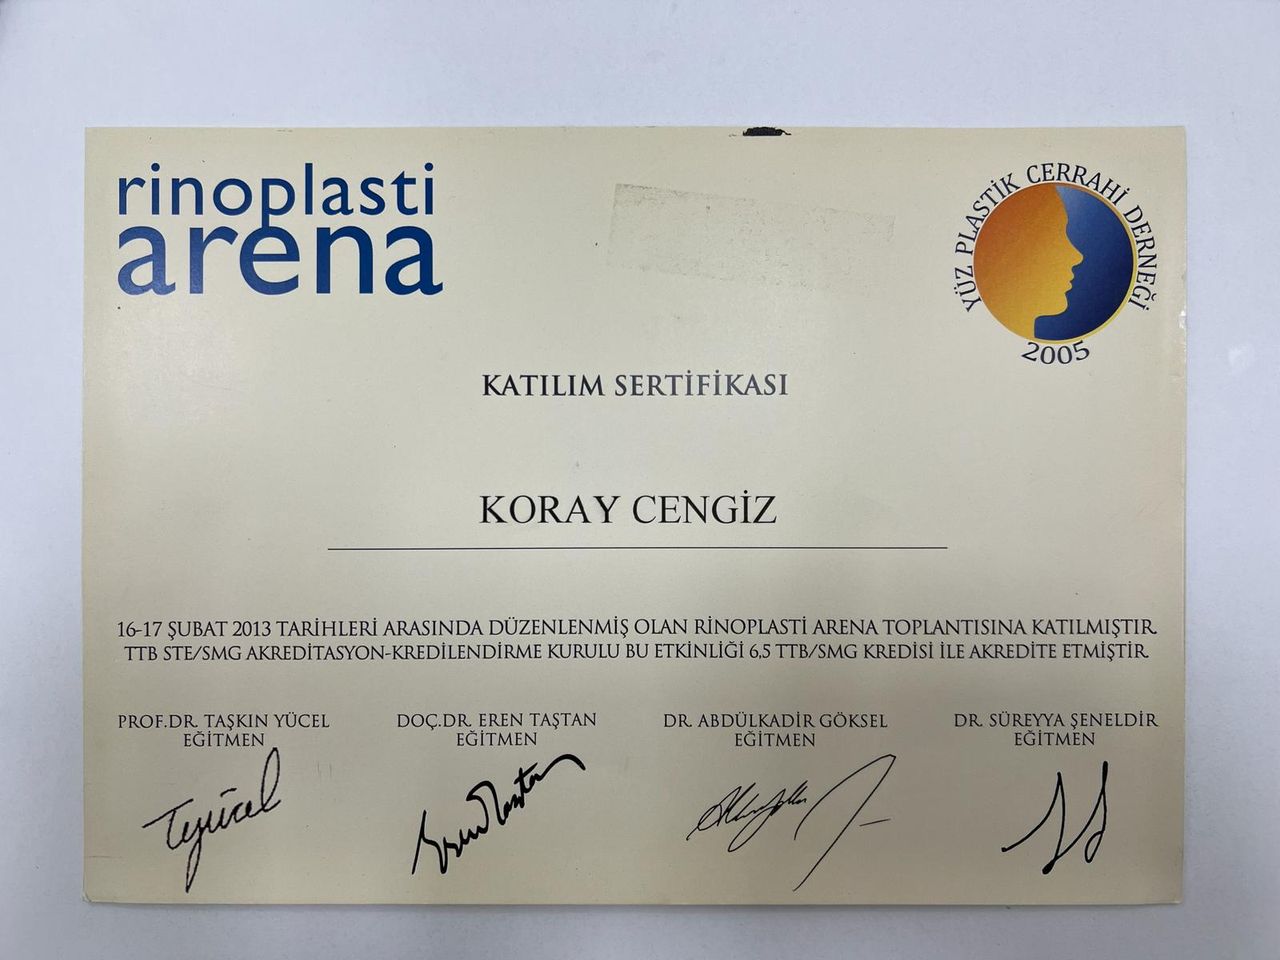 rinoplasti
arena
YÜZ PLASTİK CERRAHİ DERNEĞİ
2005
KATILIM SERTİFİKASI
KORAY CENGİZ
16-17 ŞUBAT 2013 TARİHLERİ ARASINDA DÜZENLENMİŞ OLAN RİNOPLASTİ ARENA TOPLANTISINA KATILMIŞTIR.
TTB STE/SMG AKREDİTASYON-KREDİLENDİRME KURULU BU ETKİNLİĞİ 6,5 TTB/SMG KREDİSİ İLE AKREDİTE ETMİŞTİR.
PROF.DR. TAŞKIN YÜCEL
EĞİTMEN
DOÇ.DR. EREN TAŞTAN
EĞİTMEN
DR. ABDÜLKADİR GÖKSEL
EĞİTMEN
DR. SÜREYYA ŞENELDİR
EĞİTMEN
Tyücel
Eren Taştan